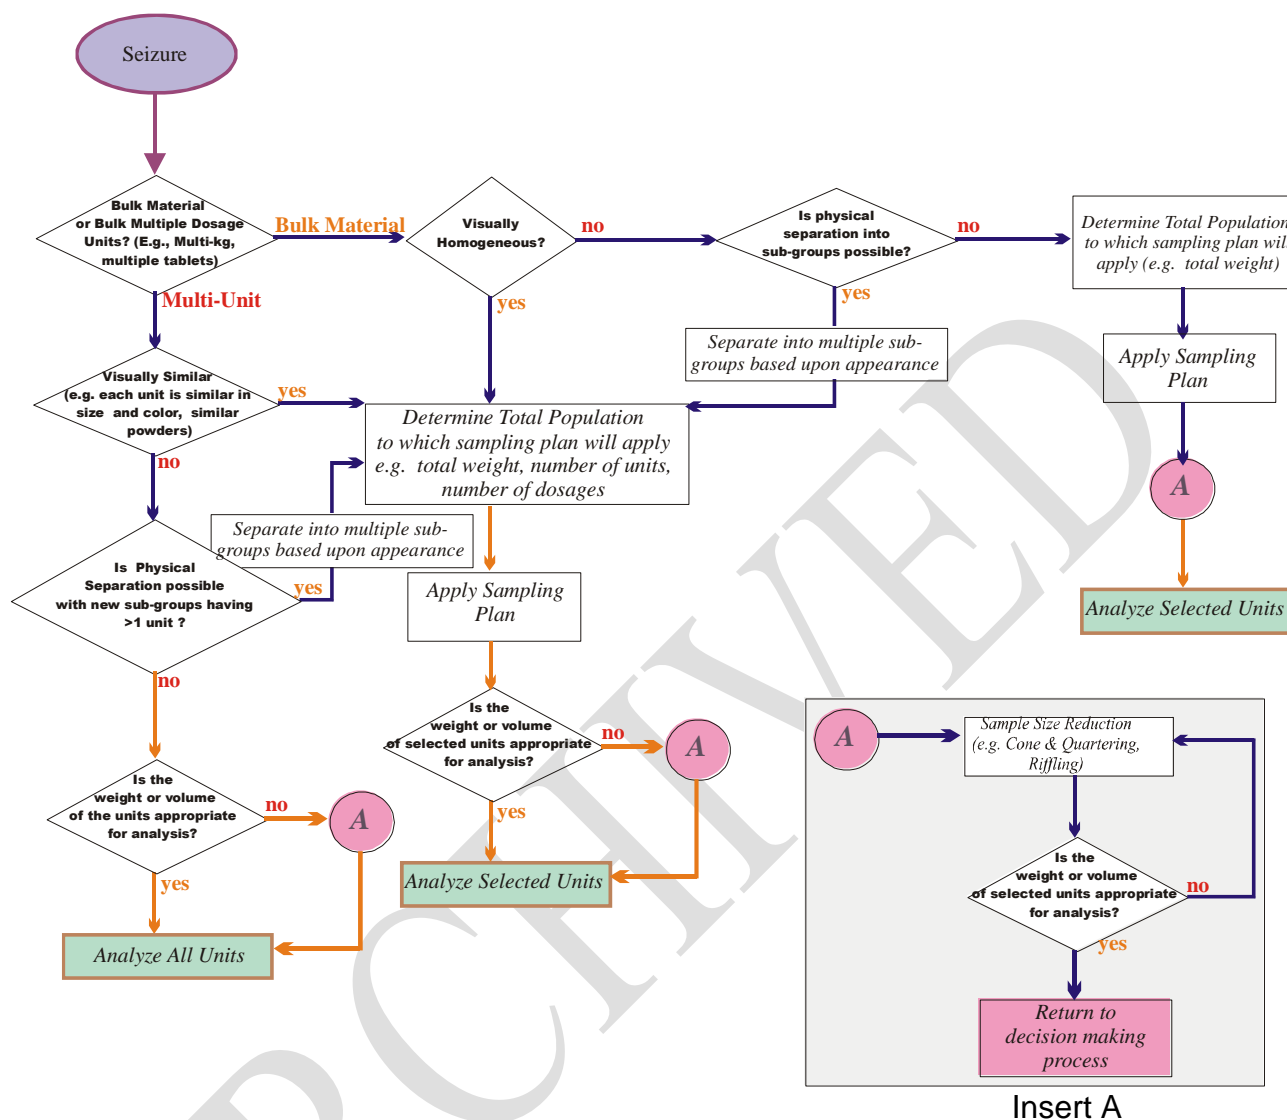 Seizure
Bulk Material
or Bulk Multiple Dosage
Units? (E.g., Multi-kg,
multiple tablets)
Bulk Material
Visually
Homogeneous?
no
Is physical
separation into
sub-groups possible?
no
Determine Total Population
to which sampling plan will
apply (e.g. total weight)
Multi-Unit
yes
yes
Separate into multiple sub-
groups based upon appearance
Apply Sampling
Plan
Visually Similar
(e.g. each unit is similar in
size and color, similar
powders)
yes
Determine Total Population
to which sampling plan will apply
e.g. total weight, number of units,
number of dosages
no
A
Separate into multiple sub-
groups based upon appearance
Is Physical
Separation possible
with new sub-groups having
>1 unit ?
yes
Apply Sampling
Plan
Analyze Selected Units
no
Is the
weight or volume
of selected units appropriate
for analysis?
no
A
yes
Analyze Selected Units
Is the
weight or volume
of the units appropriate
for analysis?
no
A
yes
Analyze All Units
A
Sample Size Reduction
(e.g. Cone & Quartering,
Riffling)
Is the
weight or volume
of selected units appropriate
for analysis?
no
yes
Return to
decision making
process
Insert A
RCHIVED